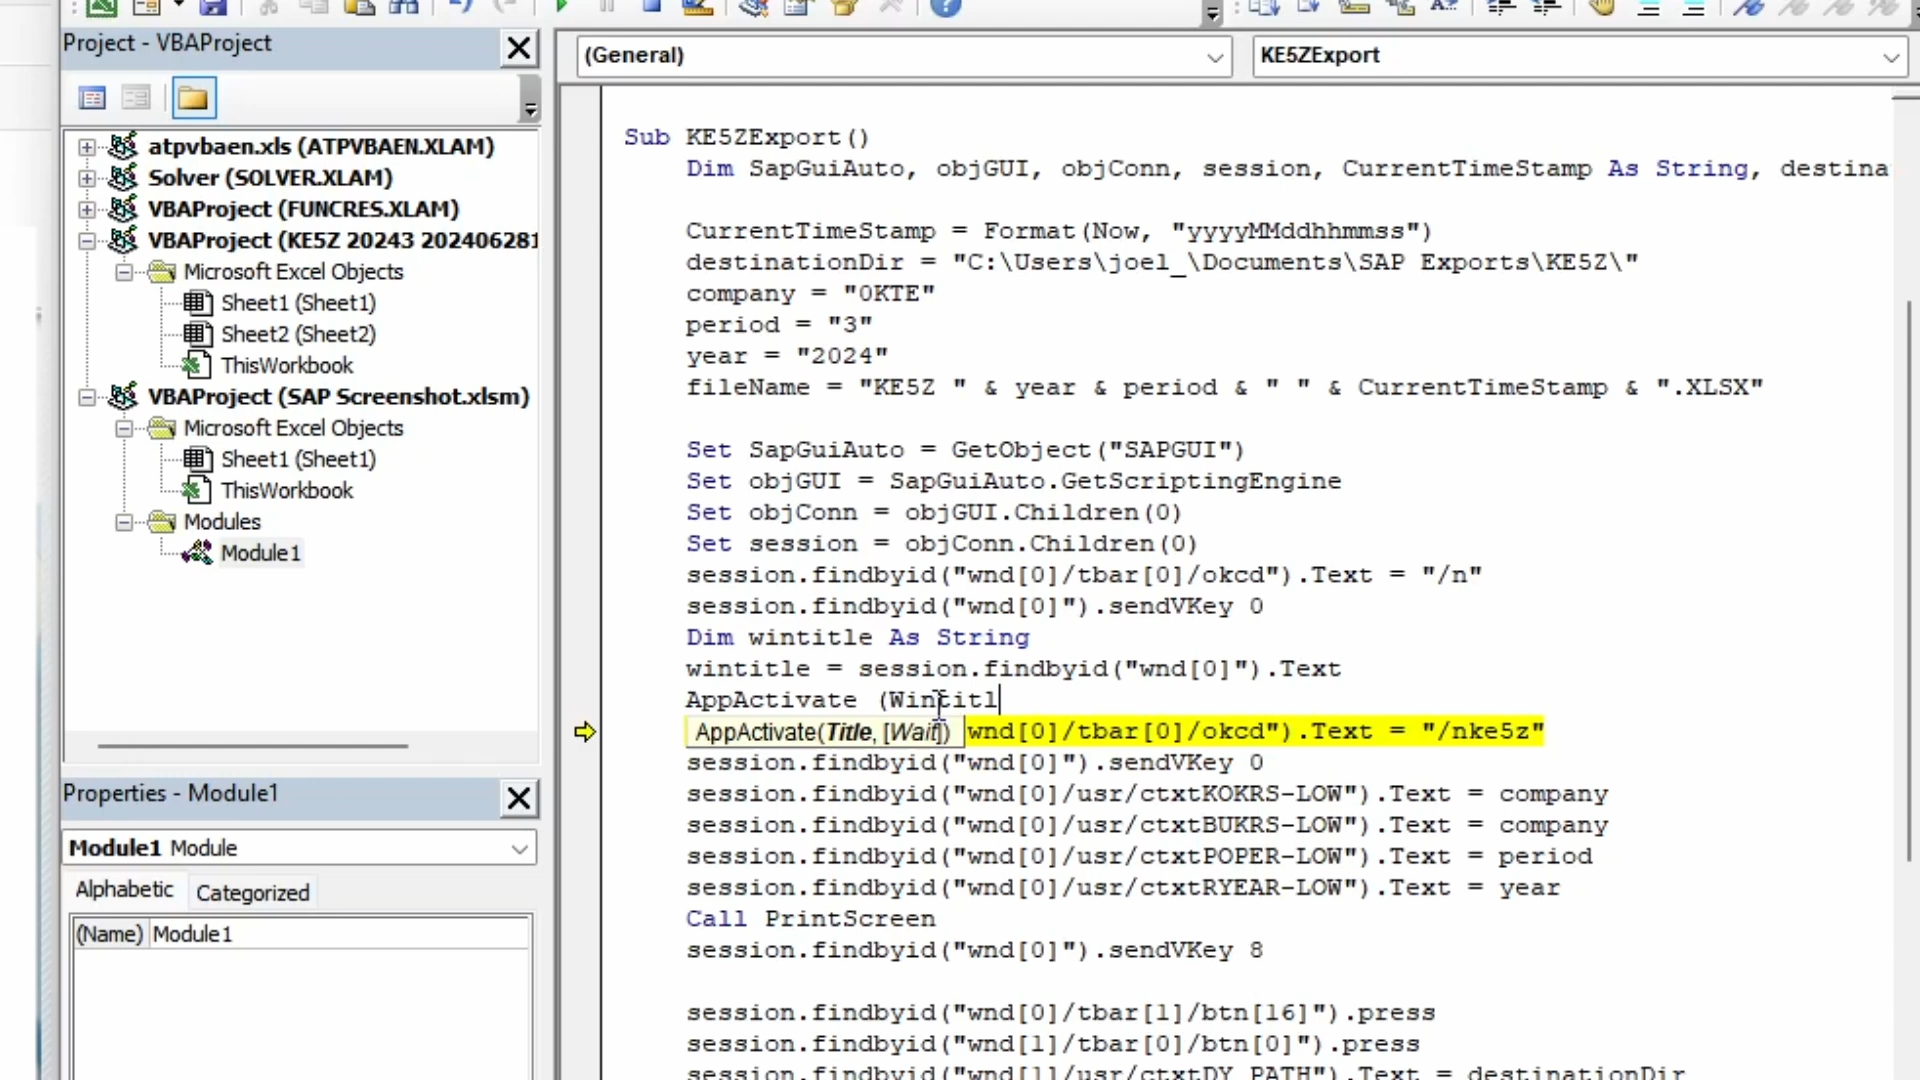 Project - VBAProject
atpvbaen.xls (ATPVBAEN.XLAM)
Solver (SOLVER.XLAM)
VBAProject (FUNCRES.XLAM)
VBAProject (KE5Z 20243 202406281
Microsoft Excel Objects
Sheet1 (Sheet1)
Sheet2 (Sheet2)
ThisWorkbook
VBAProject (SAP Screenshot.xlsm)
Microsoft Excel Objects
Sheet1 (Sheet1)
ThisWorkbook
Modules
Module1
Properties - Module1
Module1 Module
Alphabetic Categorized
(Name) Module1
(General) KE5ZExport
Sub KE5ZExport()
Dim SapGuiAuto, objGUI, objConn, session, CurrentTimeStamp As String, destina
CurrentTimeStamp = Format(Now, "yyyyMMddhhmmss")
destinationDir = "C:\Users\joel_\Documents\SAP Exports\KE5Z\"
company = "0KTE"
period = "3"
year = "2024"
fileName = "KE5Z " & year & period & " " & CurrentTimeStamp & ".XLSX"
Set SapGuiAuto = GetObject("SAPGUI")
Set objGUI = SapGuiAuto.GetScriptingEngine
Set objConn = objGUI.Children(0)
Set session = objConn.Children(0)
session.findbyid("wnd[0]/tbar[0]/okcd").Text = "/n"
session.findbyid("wnd[0]").sendVKey 0
Dim wintitle As String
wintitle = session.findbyid("wnd[0]").Text
AppActivate (Wintitl
AppActivate(Title, [Wait]) wnd[0]/tbar[0]/okcd").Text = "/nke5z"
session.findbyid("wnd[0]").sendVKey 0
session.findbyid("wnd[0]/usr/ctxtKOKRS-LOW").Text = company
session.findbyid("wnd[0]/usr/ctxtBUKRS-LOW").Text = company
session.findbyid("wnd[0]/usr/ctxtPOPER-LOW").Text = period
session.findbyid("wnd[0]/usr/ctxtRYEAR-LOW").Text = year
Call PrintScreen
session.findbyid("wnd[0]").sendVKey 8
session.findbyid("wnd[0]/tbar[1]/btn[16]").press
session.findbyid("wnd[1]/tbar[0]/btn[0]").press
session.findbyid("wnd[1]/usr/ctxtDY_PATH").Text = destinationDir